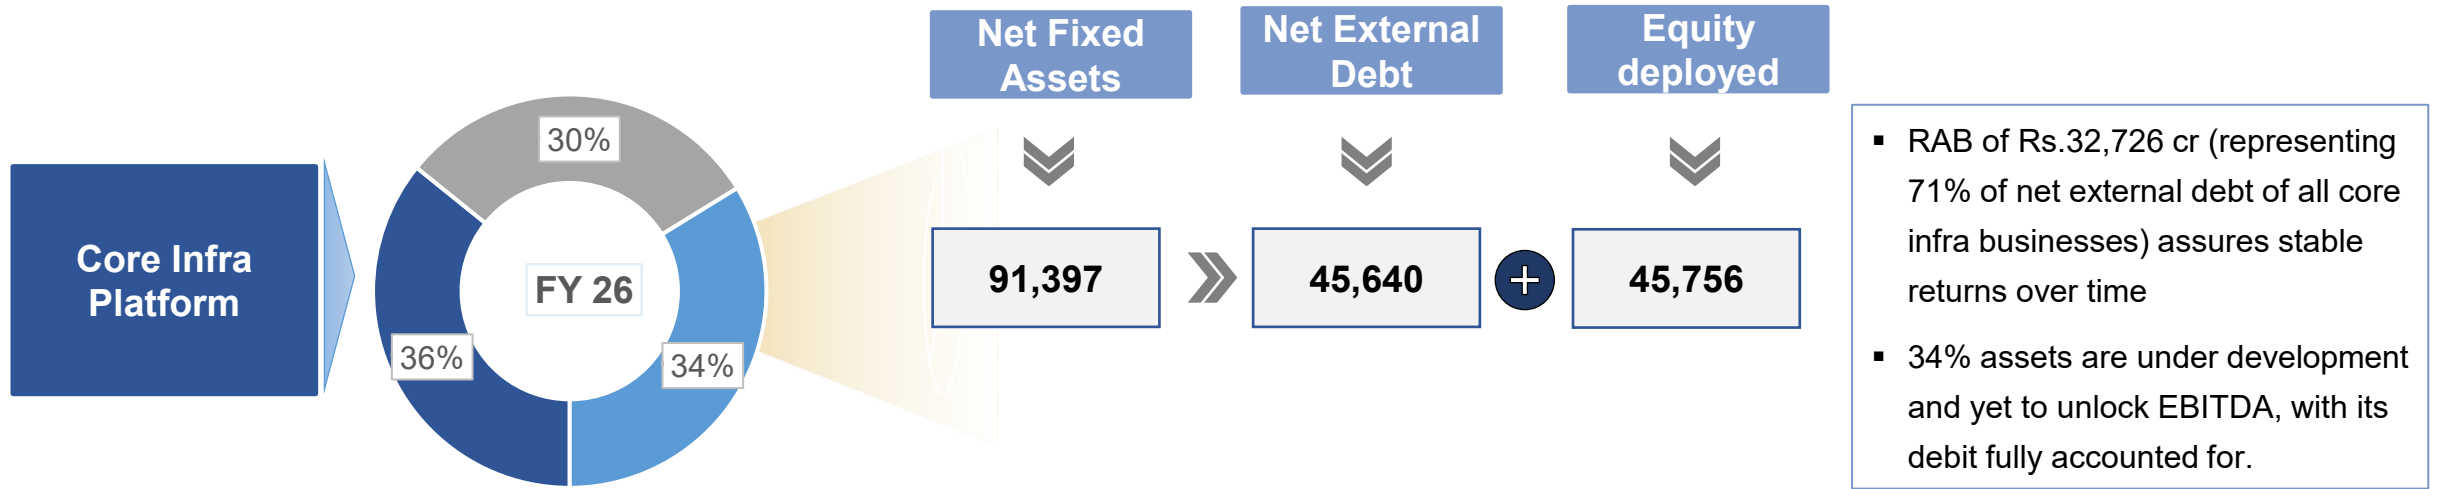 Core Infra
Platform
30%
36%
34%
FY 26
Net Fixed
Assets
Net External
Debt
Equity
deployed
91,397
45,640
+
45,756
▪ RAB of Rs.32,726 cr (representing
71% of net external debt of all core
infra businesses) assures stable
returns over time
▪ 34% assets are under development
and yet to unlock EBITDA, with its
debit fully accounted for.